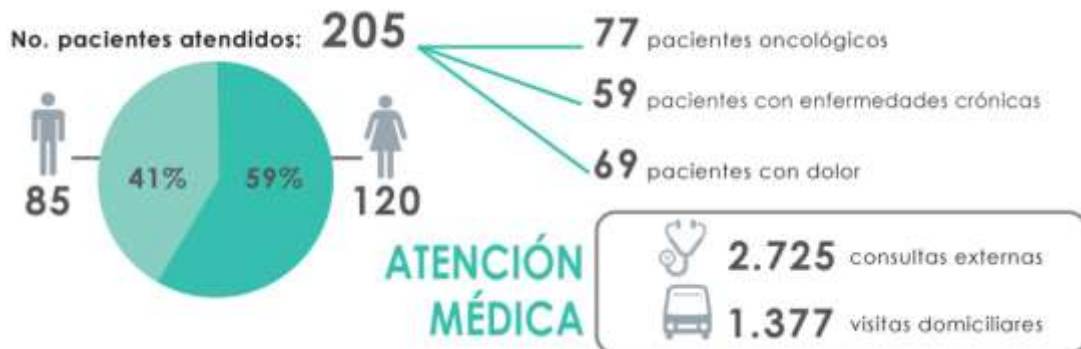 No. pacientes atendidos: 205
77 pacientes oncológicos
59 pacientes con enfermedades crónicas
69 pacientes con dolor
41%
59%
85
120
ATENCIÓN
MÉDICA
2.725 consultas externas
1.377 visitas domiciliares